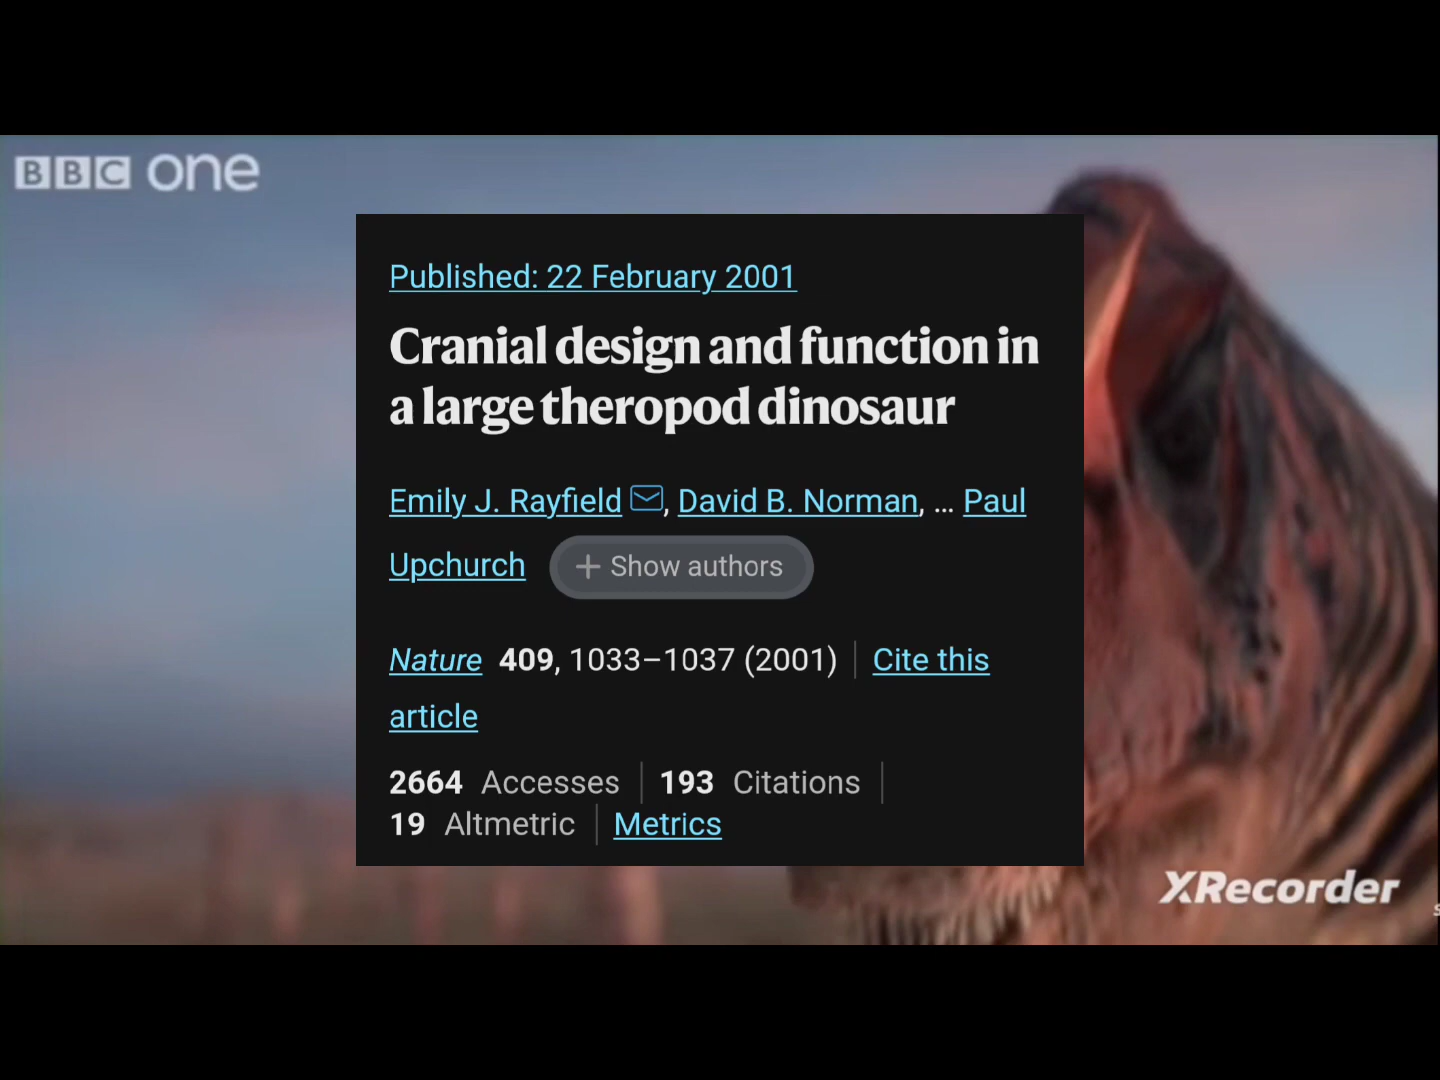 BBC one
Published: 22 February 2001
Cranial design and function in
a large theropod dinosaur
Emily J. Rayfield, David B. Norman, ... Paul
Upchurch + Show authors
Nature 409, 1033–1037 (2001) | Cite this
article
2664 Accesses | 193 Citations |
19 Altmetric | Metrics
XRecorder